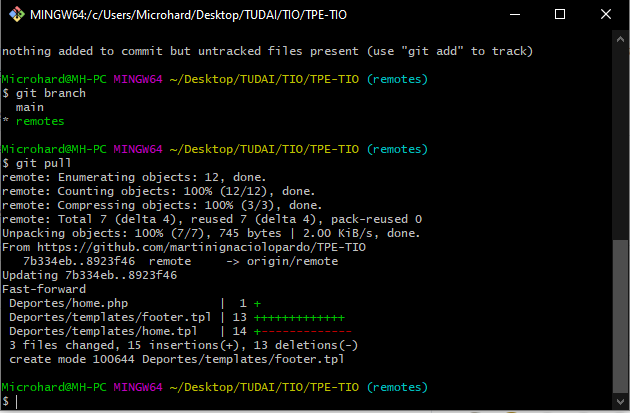 MINGW64:/c/Users/Microhard/Desktop/TUDAI/TIO/TPE-TIO
nothing added to commit but untracked files present (use "git add" to track)
Microhard@MH-PC MINGW64 ~/Desktop/TUDAI/TIO/TPE-TIO (remotes)
$ git branch
  main
* remotes
Microhard@MH-PC MINGW64 ~/Desktop/TUDAI/TIO/TPE-TIO (remotes)
$ git pull
remote: Enumerating objects: 12, done.
remote: Counting objects: 100% (12/12), done.
remote: Compressing objects: 100% (3/3), done.
remote: Total 7 (delta 4), reused 7 (delta 4), pack-reused 0
Unpacking objects: 100% (7/7), 745 bytes | 2.00 KiB/s, done.
From https://github.com/martinignaciolopardo/TPE-TIO
   7b334eb..8923f46  remote     -> origin/remote
Updating 7b334eb..8923f46
Fast-forward
 Deportes/home.php             |  1 +
 Deportes/templates/footer.tpl | 13 +++++++++++++
 Deportes/templates/home.tpl   | 14 +-------------
 3 files changed, 15 insertions(+), 13 deletions(-)
 create mode 100644 Deportes/templates/footer.tpl
Microhard@MH-PC MINGW64 ~/Desktop/TUDAI/TIO/TPE-TIO (remotes)
$